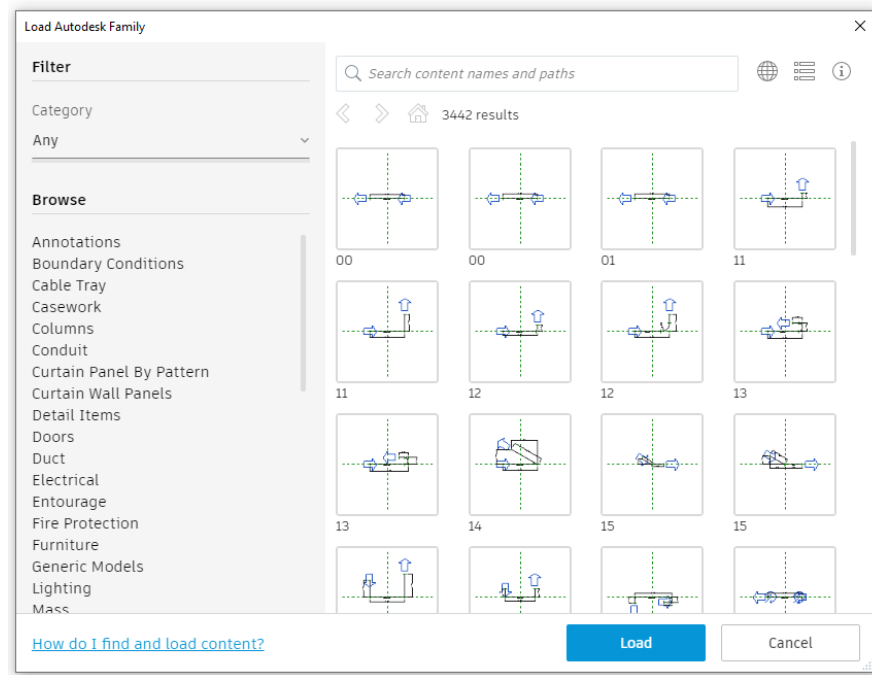 Load Autodesk Family
Filter
Category
Any
Browse
Annotations
Boundary Conditions
Cable Tray
Casework
Columns
Conduit
Curtain Panel By Pattern
Curtain Wall Panels
Detail Items
Doors
Duct
Electrical
Entourage
Fire Protection
Furniture
Generic Models
Lighting
Mass
Search content names and paths
3442 results
00 00 01 11
11 12 12 13
13 14 15 15
How do I find and load content?
Load
Cancel